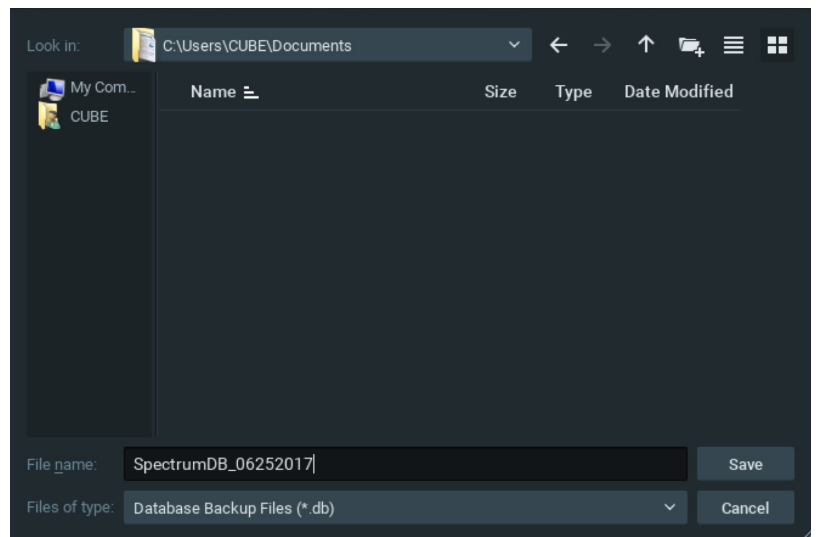 Look in: C:\Users\CUBE\Documents
My Com...
CUBE
Name Size Type Date Modified
File name: SpectrumDB_06252017 Save
Files of type: Database Backup Files (*.db) Cancel